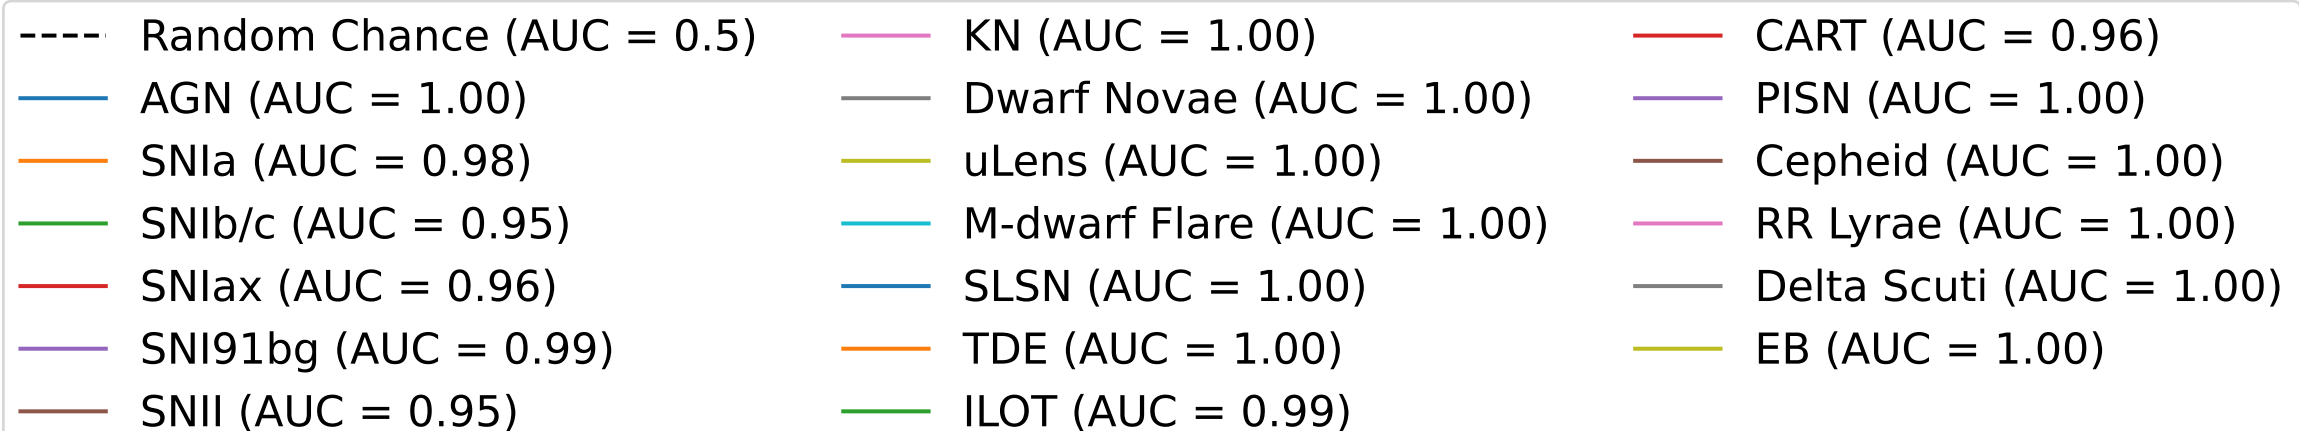 Random Chance (AUC = 0.5)
AGN (AUC = 1.00)
SNIa (AUC = 0.98)
SNIb/c (AUC = 0.95)
SNIax (AUC = 0.96)
SNI91bg (AUC = 0.99)
SNII (AUC = 0.95)
KN (AUC = 1.00)
Dwarf Novae (AUC = 1.00)
uLens (AUC = 1.00)
M-dwarf Flare (AUC = 1.00)
SLSN (AUC = 1.00)
TDE (AUC = 1.00)
ILOT (AUC = 0.99)
CART (AUC = 0.96)
PISN (AUC = 1.00)
Cepheid (AUC = 1.00)
RR Lyrae (AUC = 1.00)
Delta Scuti (AUC = 1.00)
EB (AUC = 1.00)